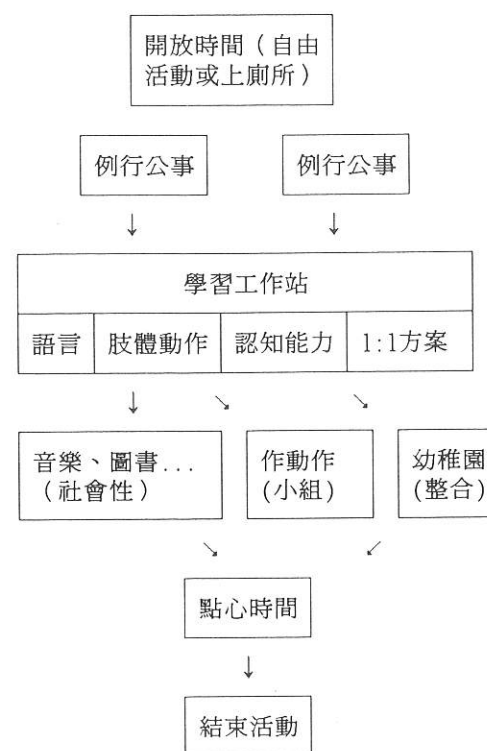 開放時間(自由
活動或上廁所)
例行公事
例行公事
↓
↓
學習工作站
語言
肢體動作
認知能力
1:1方案
↓
↘
↘
音樂、圖書...
(社會性)
作動作
(小組)
幼稚園
(整合)
↘
↙
點心時間
↓
結束活動